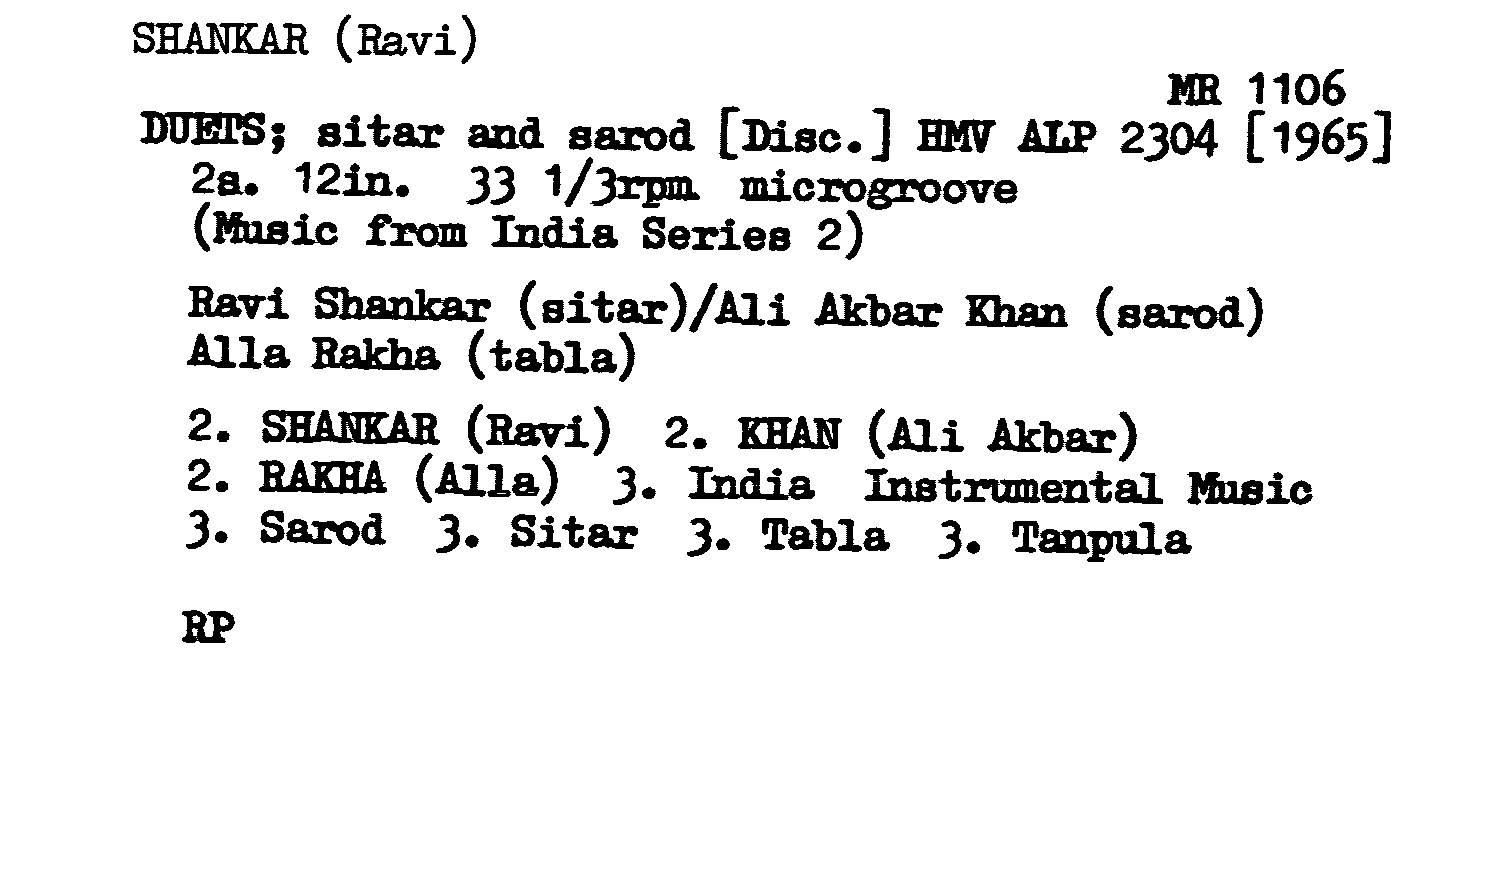 SHANKAR (Ravi)
MR 1106
DUETS; sitar and sarod [Disc.] HMV ALP 2304 [1965]
2a. 12in. 33 1/3rpm microgroove
(Music from India Series 2)
Ravi Shankar (sitar)/Ali Akbar Khan (sarod)
Alla Rakha (tabla)
2. SHANKAR (Ravi) 2. KHAN (Ali Akbar)
2. RAKHA (Alla) 3. India Instrumental Music
3. Sarod 3. Sitar 3. Tabla 3. Tanpula
RP